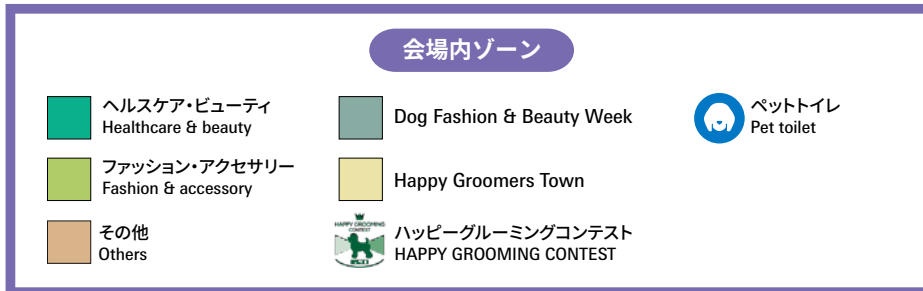 会場内ゾーン
ヘルスケア・ビューティ
Healthcare & beauty
ファッション・アクセサリー
Fashion & accessory
その他
Others
Dog Fashion & Beauty Week
Happy Groomers Town
HAPPY GROOMING
CONTEST
ハッピーグルーミングコンテスト
HAPPY GROOMING CONTEST
ペットトイレ
Pet toilet